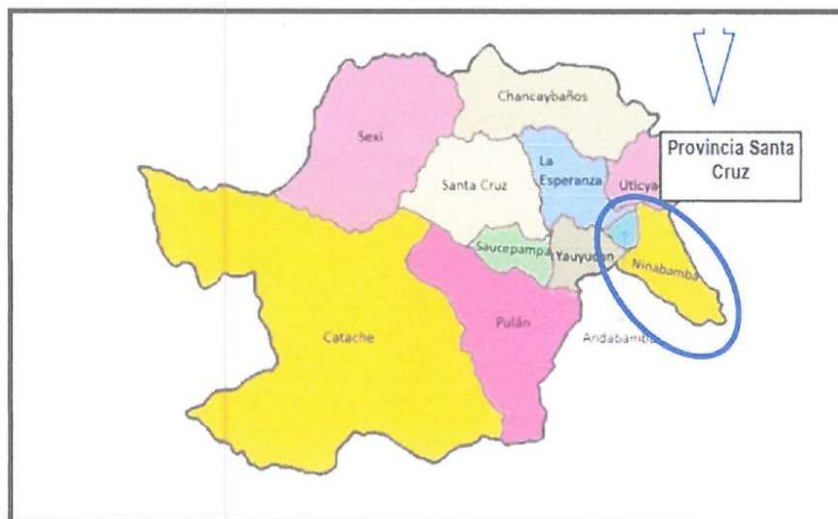 Chancaybaños
Sexi
Provincia Santa
Cruz
La
Esperanza
Santa Cruz
Uticya
Saucepampa
Yauyucan
Ninabamba
Pulán
Catache
Andabamba